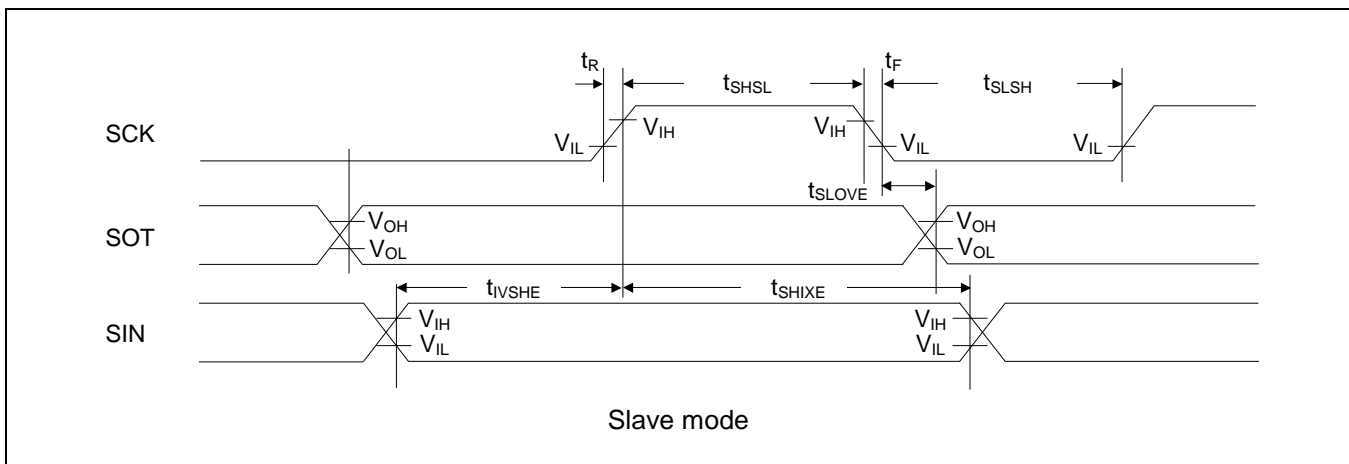 tR tSHSL tF tSLSH
SCK VIL VIH VIH VIL VIL
tSLOVE
SOT VOH VOL VOH VOL
tIVSHE tSHIXE
SIN VIH VIL VIH VIL
Slave mode